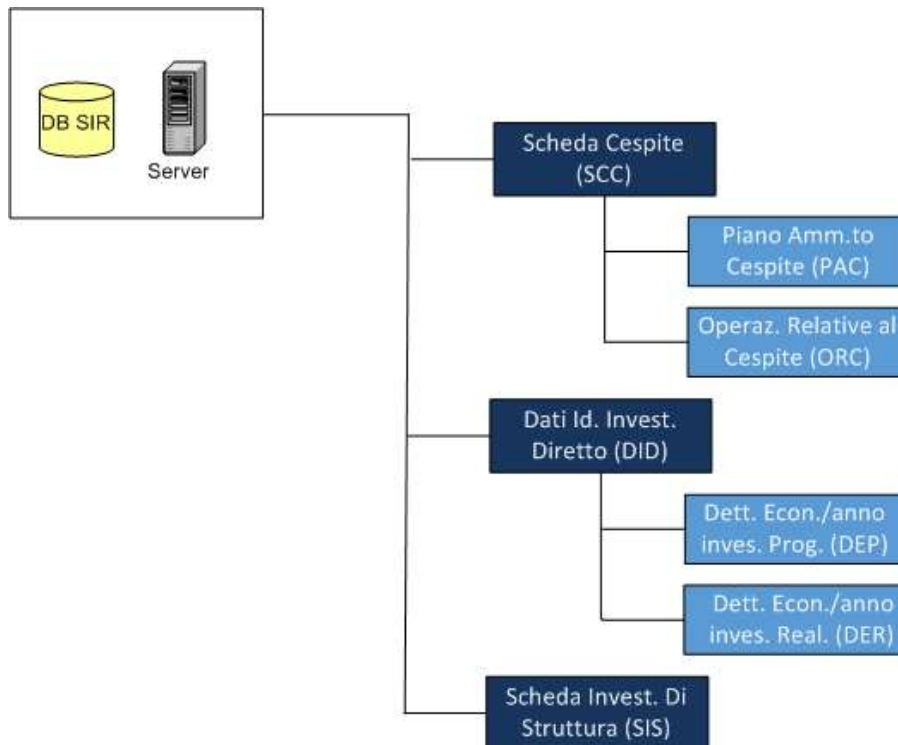 DB SIR
Server
Scheda Cespite
(SCC)
Piano Amm.to
Cespite (PAC)
Operaz. Relative al
Cespite (ORC)
Dati Id. Invest.
Diretto (DID)
Dett. Econ./anno
inves. Prog. (DEP)
Dett. Econ./anno
inves. Real. (DER)
Scheda Invest. Di
Struttura (SIS)